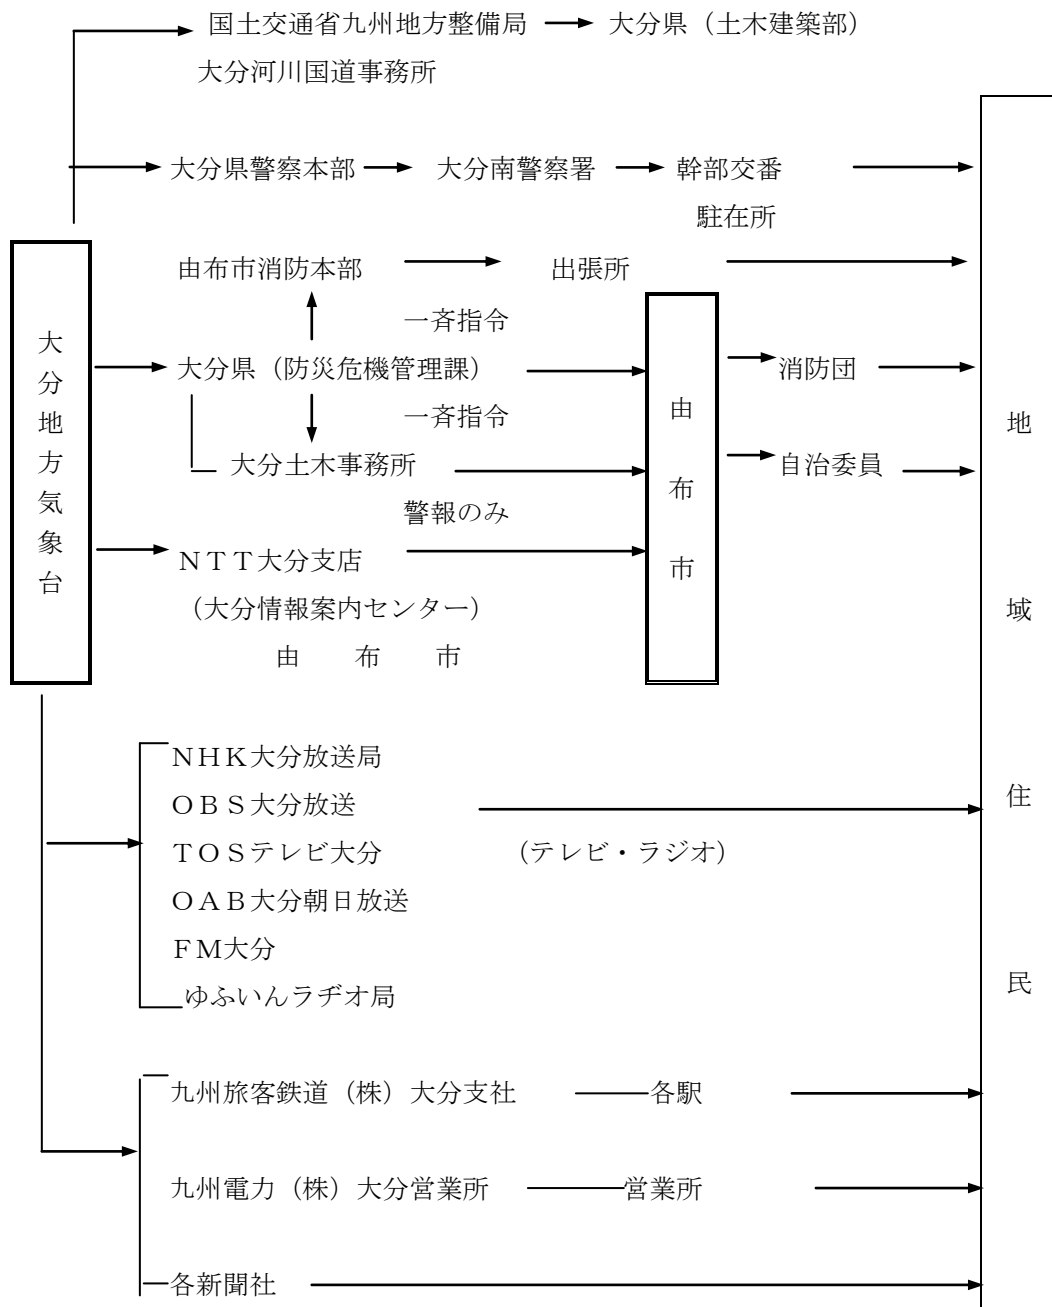 国土交通省九州地方整備局 大分県（土木建築部）
大分河川国道事務所
大分県警察本部 大分南警察署 幹部交番
駐在所
由布市消防本部 出張所
一斉指令
大分県（防災危機管理課） 消防団
一斉指令
大分土木事務所 自治委員
警報のみ
ＮＴＴ大分支店
（大分情報案内センター）
由 布 市
大分地方気象台
由布市
地域住民
ＮＨＫ大分放送局
ＯＢＳ大分放送
ＴＯＳテレビ大分 （テレビ・ラジオ）
ＯＡＢ大分朝日放送
ＦＭ大分
ゆふいんラヂオ局
九州旅客鉄道（株）大分支社 各駅
九州電力（株）大分営業所 営業所
各新聞社